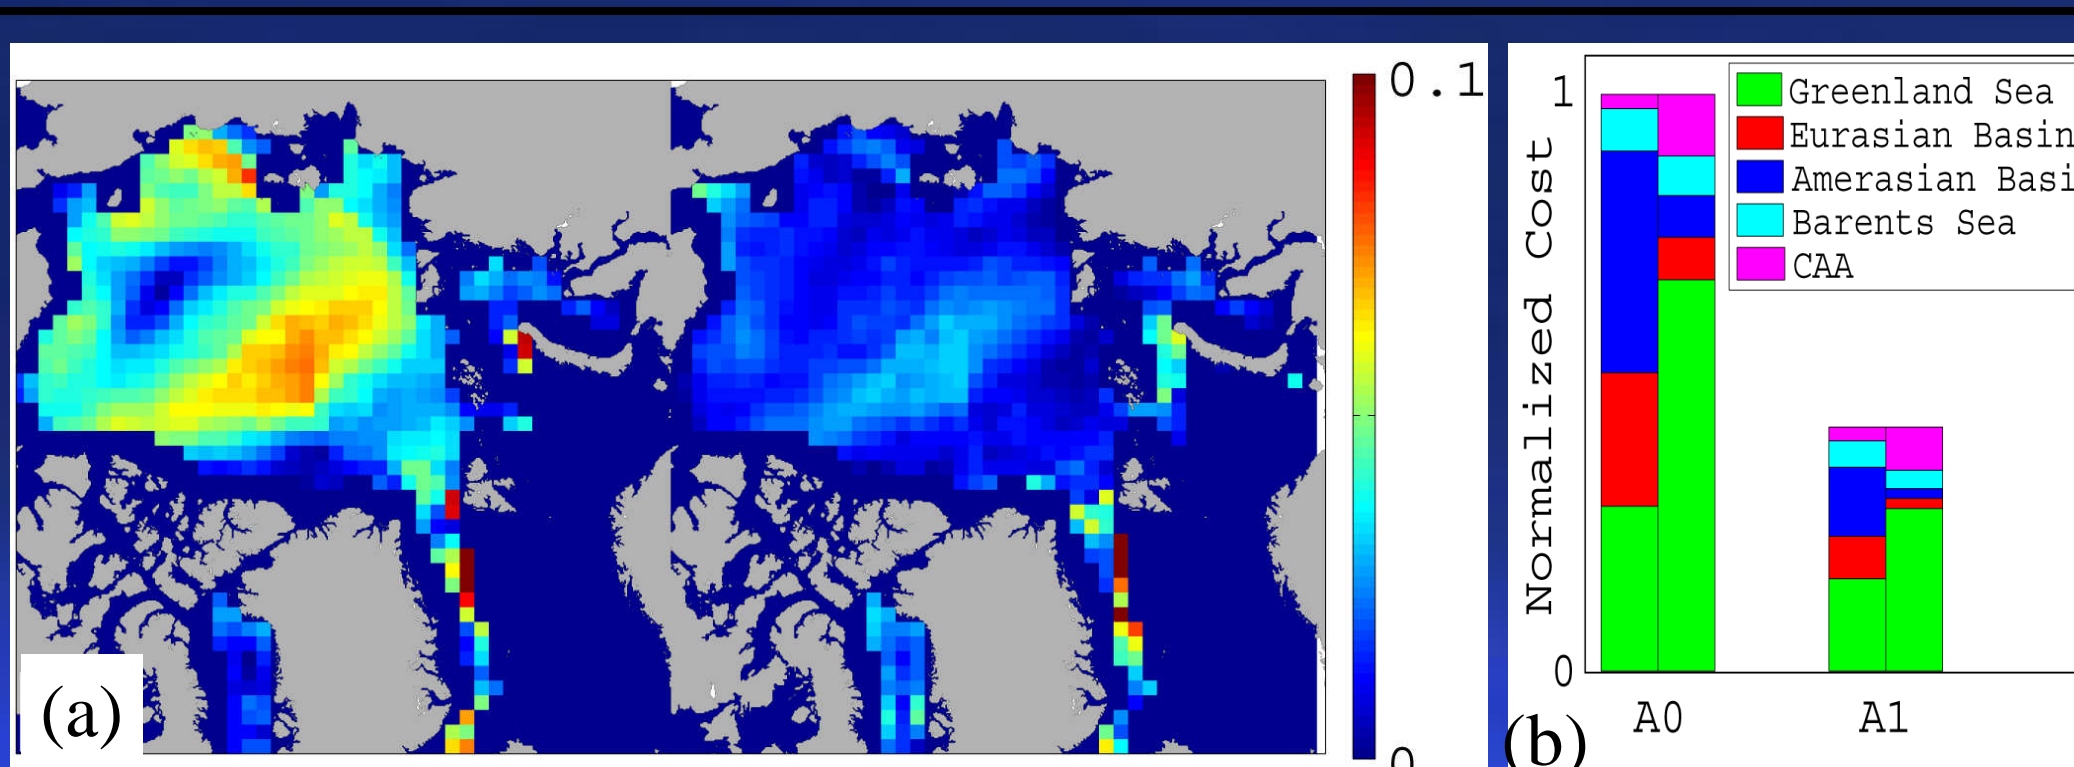 0.1
0
(a)
1
0
Normalized Cost
Greenland Sea
Eurasian Basin
Amerasian Basi
Barents Sea
CAA
A0
A1
(b)